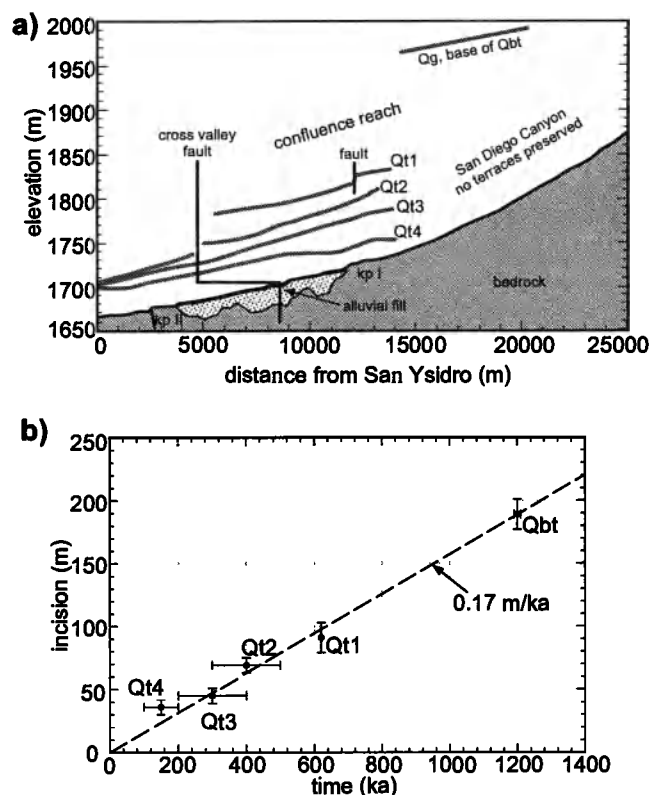 a)
2000
1950
1900
1850
1800
1750
1700
1650
elevation (m)
Qg, base of Qbt
confluence reach
cross valley
fault
fault
Qt1
Qt2
Qt3
Qt4
San Diego Canyon
no terraces preserved
kp I
kp II
alluvial fill
bedrock
0
5000
10000
15000
20000
25000
distance from San Ysidro (m)
b)
250
200
150
100
50
0
incision (m)
Qbt
0.17 m/ka
Qt1
Qt2
Qt3
Qt4
0
200
400
600
800
1000
1200
1400
time (ka)